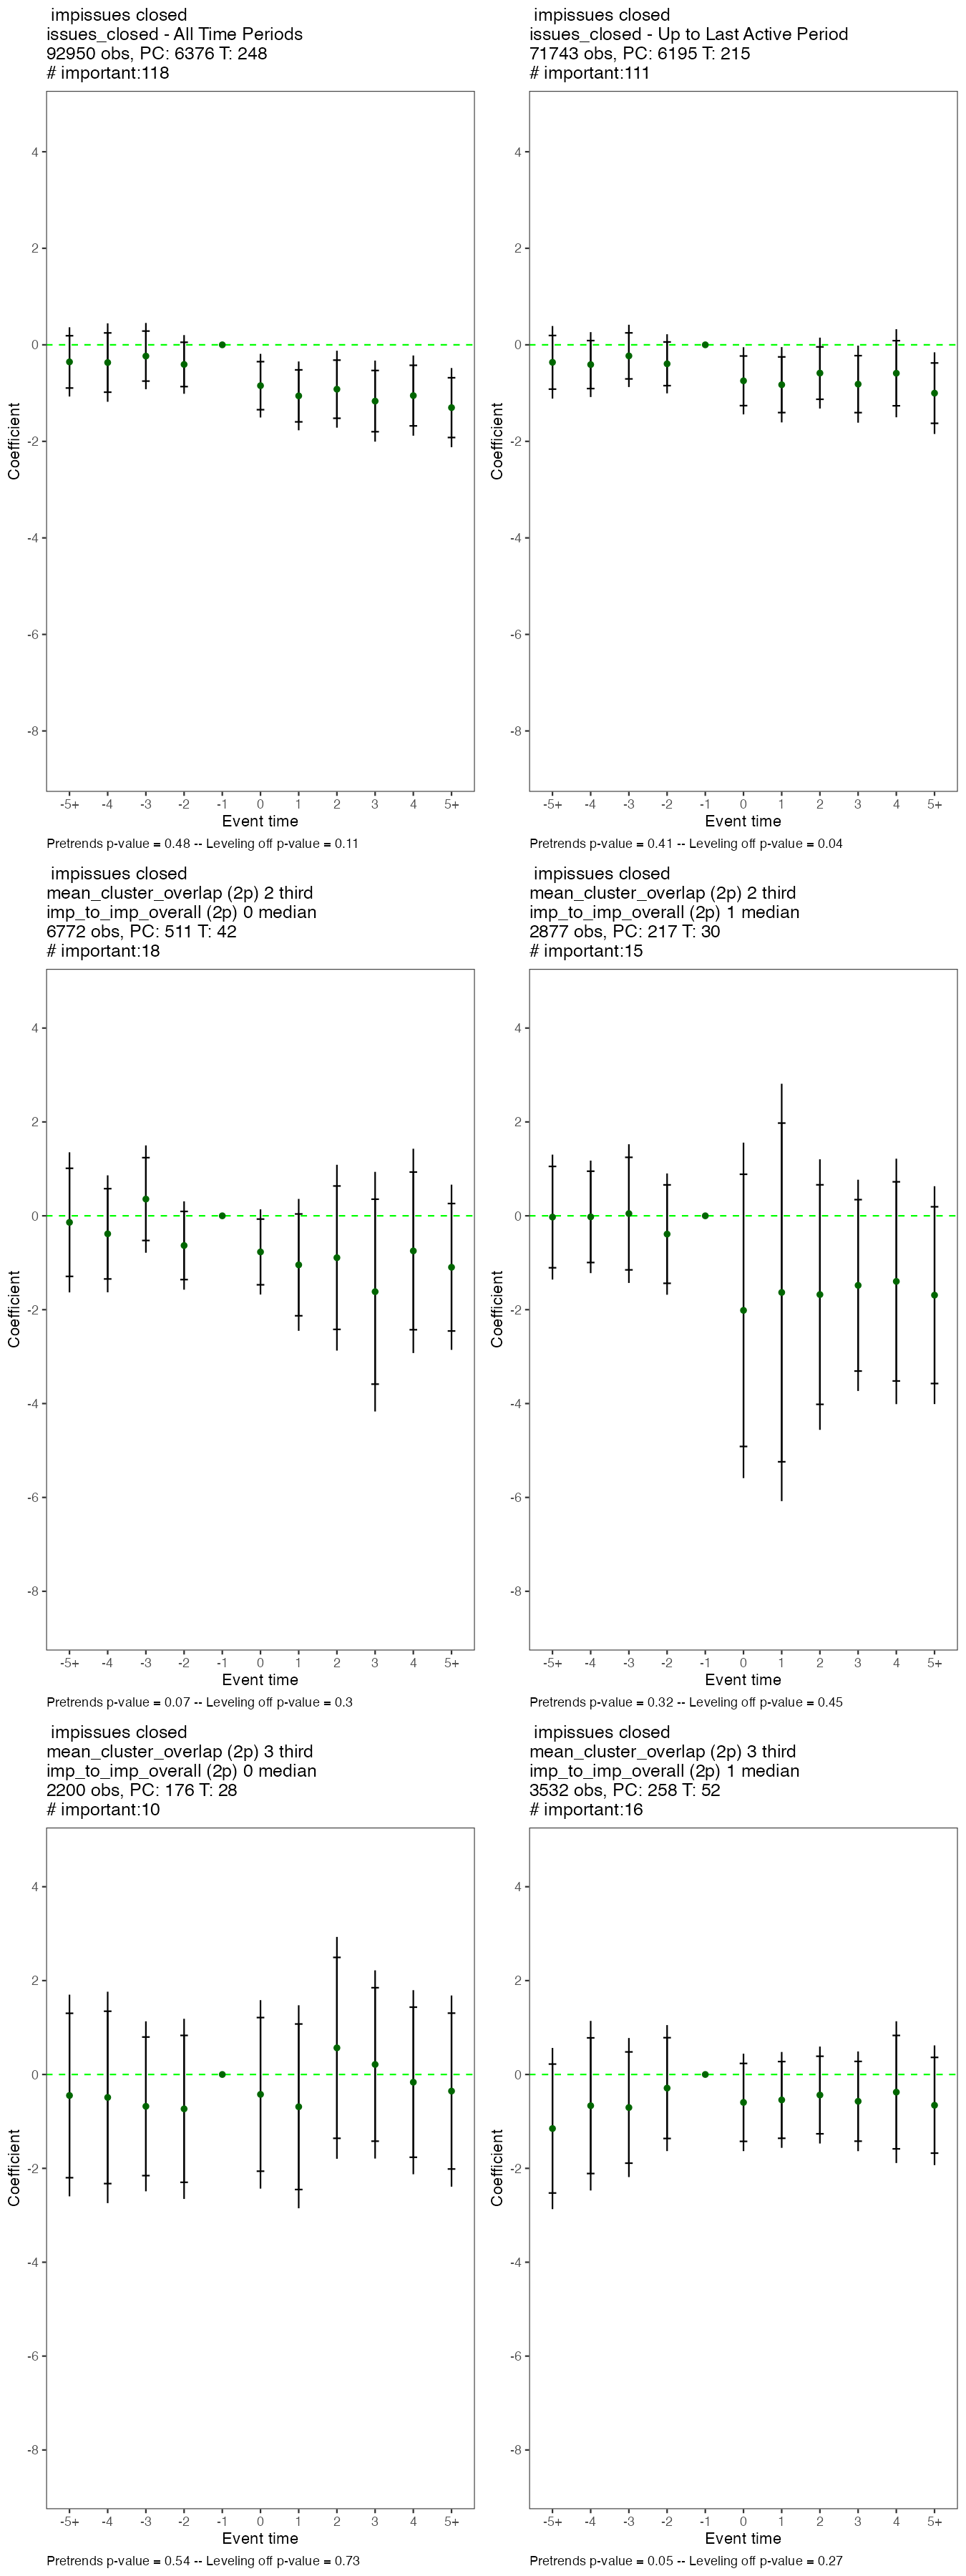 impissues closed
issues_closed - All Time Periods
92950 obs, PC: 6376 T: 248
# important:118
4
2
0
-2
-4
-6
-8
Coefficient
-5+ -4 -3 -2 -1 0 1 2 3 4 5+
Event time
Pretrends p-value = 0.48 -- Leveling off p-value = 0.11
impissues closed
issues_closed - Up to Last Active Period
71743 obs, PC: 6195 T: 215
# important:111
4
2
0
-2
-4
-6
-8
Coefficient
-5+ -4 -3 -2 -1 0 1 2 3 4 5+
Event time
Pretrends p-value = 0.41 -- Leveling off p-value = 0.04
impissues closed
mean_cluster_overlap (2p) 2 third
imp_to_imp_overall (2p) 0 median
6772 obs, PC: 511 T: 42
# important:18
4
2
0
-2
-4
-6
-8
Coefficient
-5+ -4 -3 -2 -1 0 1 2 3 4 5+
Event time
Pretrends p-value = 0.07 -- Leveling off p-value = 0.3
impissues closed
mean_cluster_overlap (2p) 2 third
imp_to_imp_overall (2p) 1 median
2877 obs, PC: 217 T: 30
# important:15
4
2
0
-2
-4
-6
-8
Coefficient
-5+ -4 -3 -2 -1 0 1 2 3 4 5+
Event time
Pretrends p-value = 0.32 -- Leveling off p-value = 0.45
impissues closed
mean_cluster_overlap (2p) 3 third
imp_to_imp_overall (2p) 0 median
2200 obs, PC: 176 T: 28
# important:10
4
2
0
-2
-4
-6
-8
Coefficient
-5+ -4 -3 -2 -1 0 1 2 3 4 5+
Event time
Pretrends p-value = 0.54 -- Leveling off p-value = 0.73
impissues closed
mean_cluster_overlap (2p) 3 third
imp_to_imp_overall (2p) 1 median
3532 obs, PC: 258 T: 52
# important:16
4
2
0
-2
-4
-6
-8
Coefficient
-5+ -4 -3 -2 -1 0 1 2 3 4 5+
Event time
Pretrends p-value = 0.05 -- Leveling off p-value = 0.27